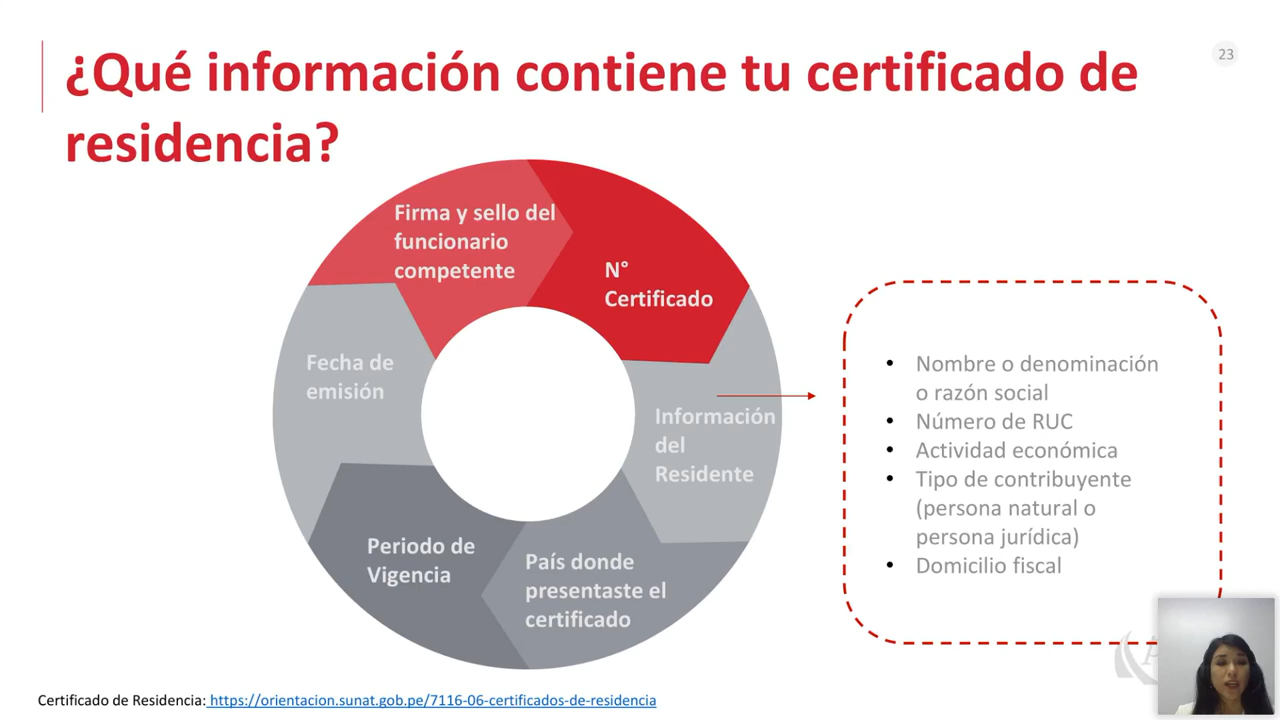 ¿Qué información contiene tu certificado de
residencia?
23
Firma y sello del
funcionario
competente
N°
Certificado
Fecha de
emisión
Información
del
Residente
Periodo de
Vigencia
País donde
presentaste el
certificado
• Nombre o denominación
o razón social
• Número de RUC
• Actividad económica
• Tipo de contribuyente
(persona natural o
persona jurídica)
• Domicilio fiscal
Certificado de Residencia: https://orientacion.sunat.gob.pe/7116-06-certificados-de-residencia